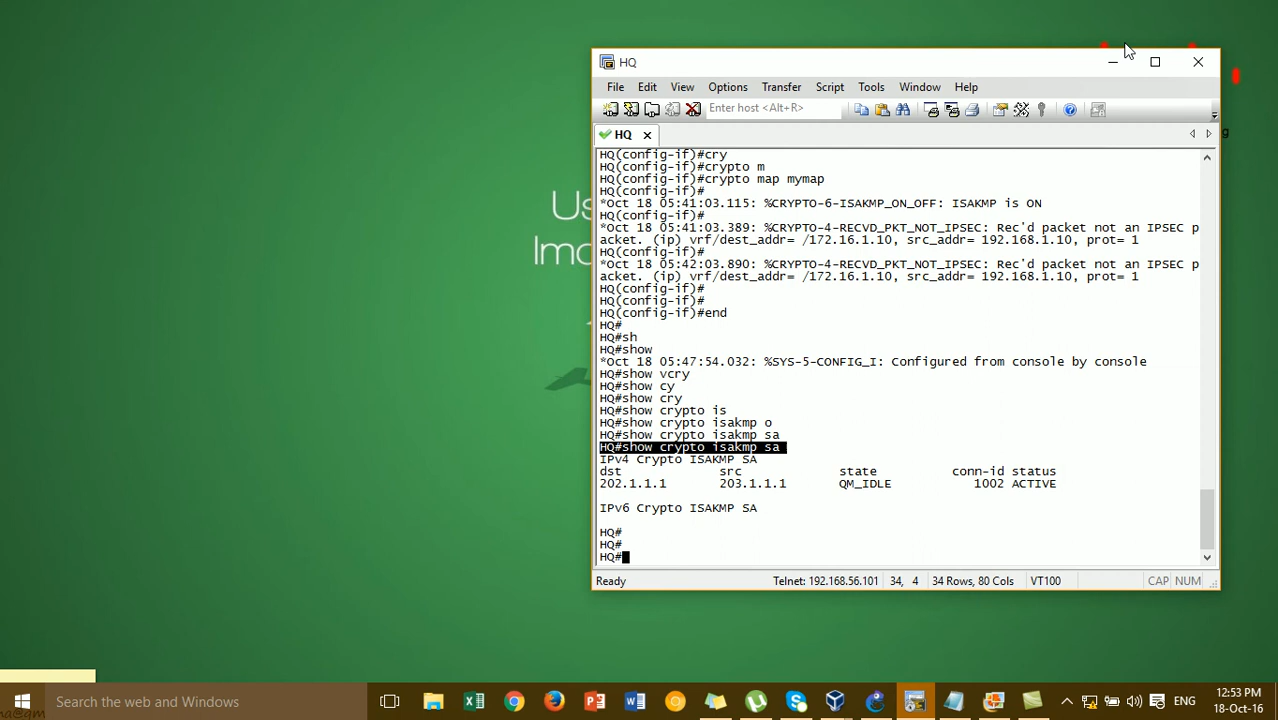 HQ
File Edit View Options Transfer Script Tools Window Help
Enter host <Alt+R>
HQ
HQ(config-if)#cry
HQ(config-if)#crypto m
HQ(config-if)#crypto map mymap
HQ(config-if)#
*Oct 18 05:41:03.115: %CRYPTO-6-ISAKMP_ON_OFF: ISAKMP is ON
HQ(config-if)#
*Oct 18 05:41:03.389: %CRYPTO-4-RECVD_PKT_NOT_IPSEC: Rec'd packet not an IPSEC p
acket. (ip) vrf/dest_addr= /172.16.1.10, src_addr= 192.168.1.10, prot= 1
HQ(config-if)#
*Oct 18 05:42:03.890: %CRYPTO-4-RECVD_PKT_NOT_IPSEC: Rec'd packet not an IPSEC p
acket. (ip) vrf/dest_addr= /172.16.1.10, src_addr= 192.168.1.10, prot= 1
HQ(config-if)#
HQ(config-if)#
HQ(config-if)#end
HQ#
HQ#sh
HQ#show
*Oct 18 05:47:54.032: %SYS-5-CONFIG_I: Configured from console by console
HQ#show vcry
HQ#show cy
HQ#show cry
HQ#show crypto is
HQ#show crypto isakmp o
HQ#show crypto isakmp sa
HQ#show crypto isakmp sa
IPv4 Crypto ISAKMP SA
dst src state conn-id status
202.1.1.1 203.1.1.1 QM_IDLE 1002 ACTIVE
IPv6 Crypto ISAKMP SA
HQ#
HQ#
HQ#
Ready Telnet: 192.168.56.101 34, 4 34 Rows, 80 Cols VT100 CAP NUM
Search the web and Windows
ENG
12:53 PM
18-Oct-16